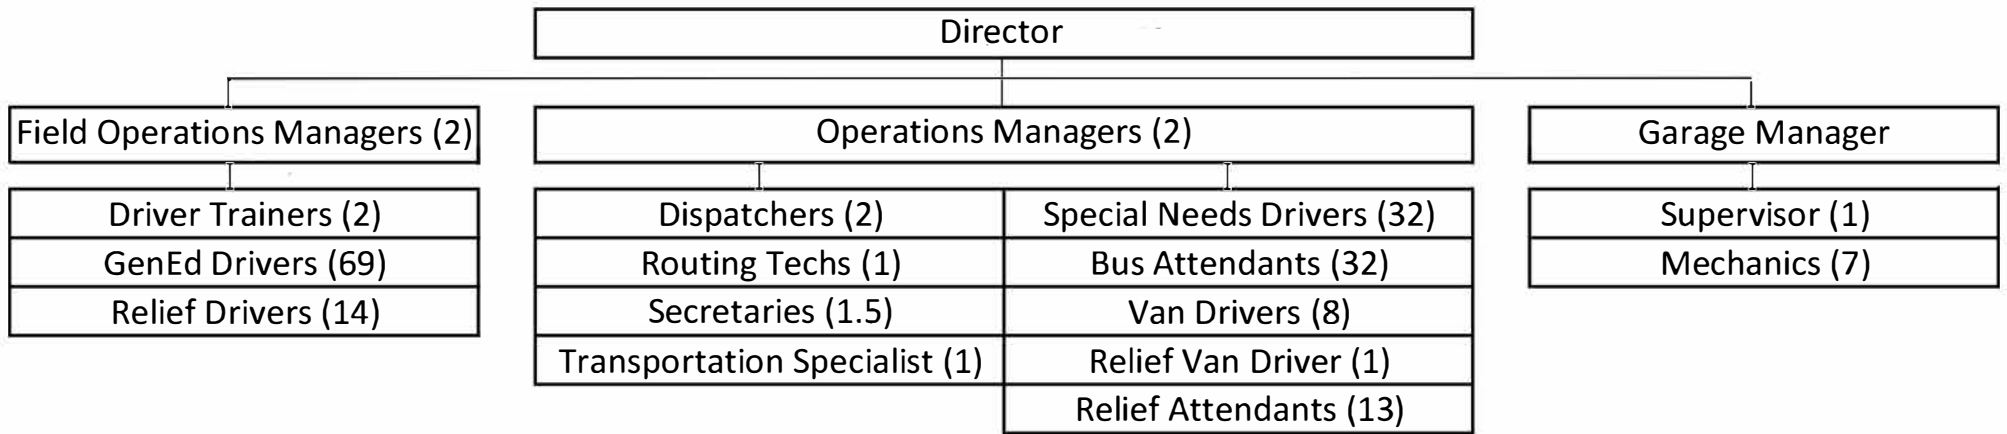 Director
Field Operations Managers (2)
Operations Managers (2)
Garage Manager
Driver Trainers (2)
GenEd Drivers (69)
Relief Drivers (14)
Dispatchers (2)
Routing Techs (1)
Secretaries (1.5)
Transportation Specialist (1)
Special Needs Drivers (32)
Bus Attendants (32)
Van Drivers (8)
Relief Van Driver (1)
Relief Attendants (13)
Supervisor (1)
Mechanics (7)